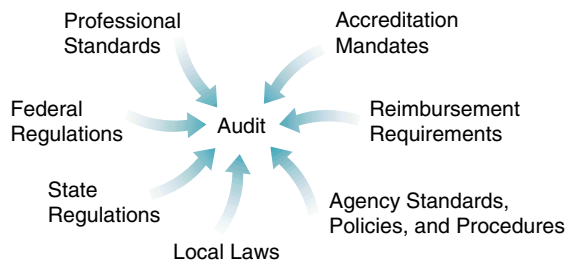 Professional
Standards
Accreditation
Mandates
Federal
Regulations
Audit
Reimbursement
Requirements
State
Regulations
Agency Standards,
Policies, and Procedures
Local Laws